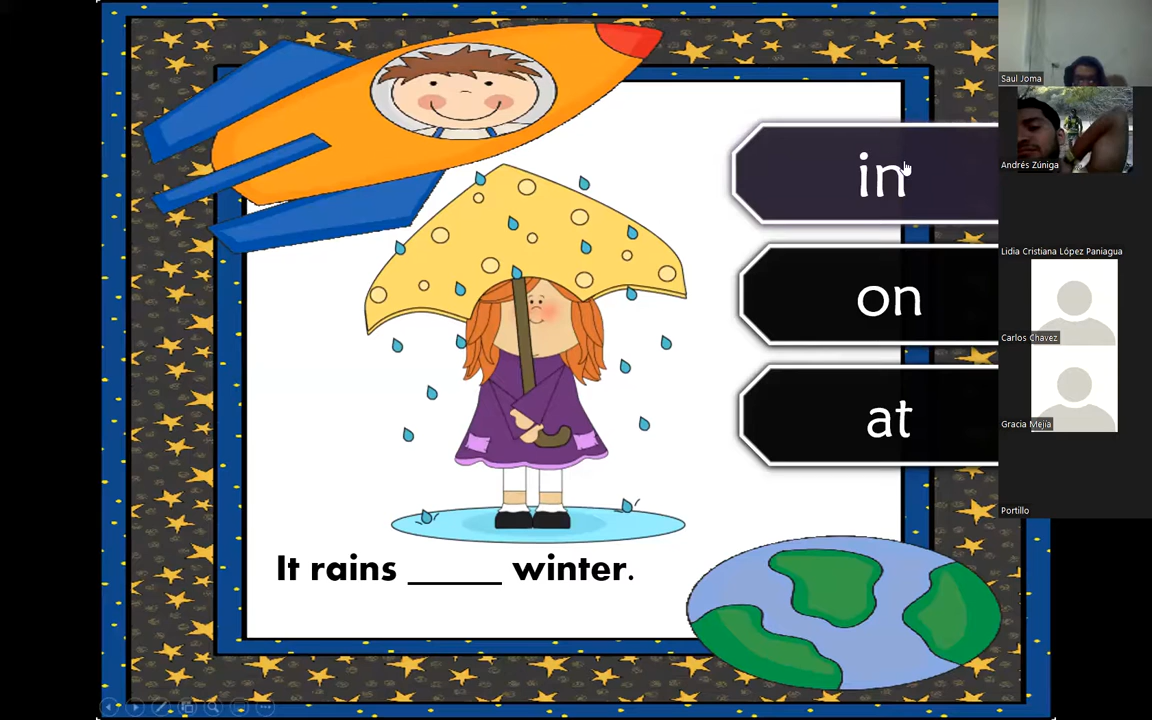 in
on
at
It rains _____ winter.
Saul Joma
Andrés Zúniga
Lidia Cristiana López Paniagua
Carlos Chavez
Gracia Mejia
Portillo